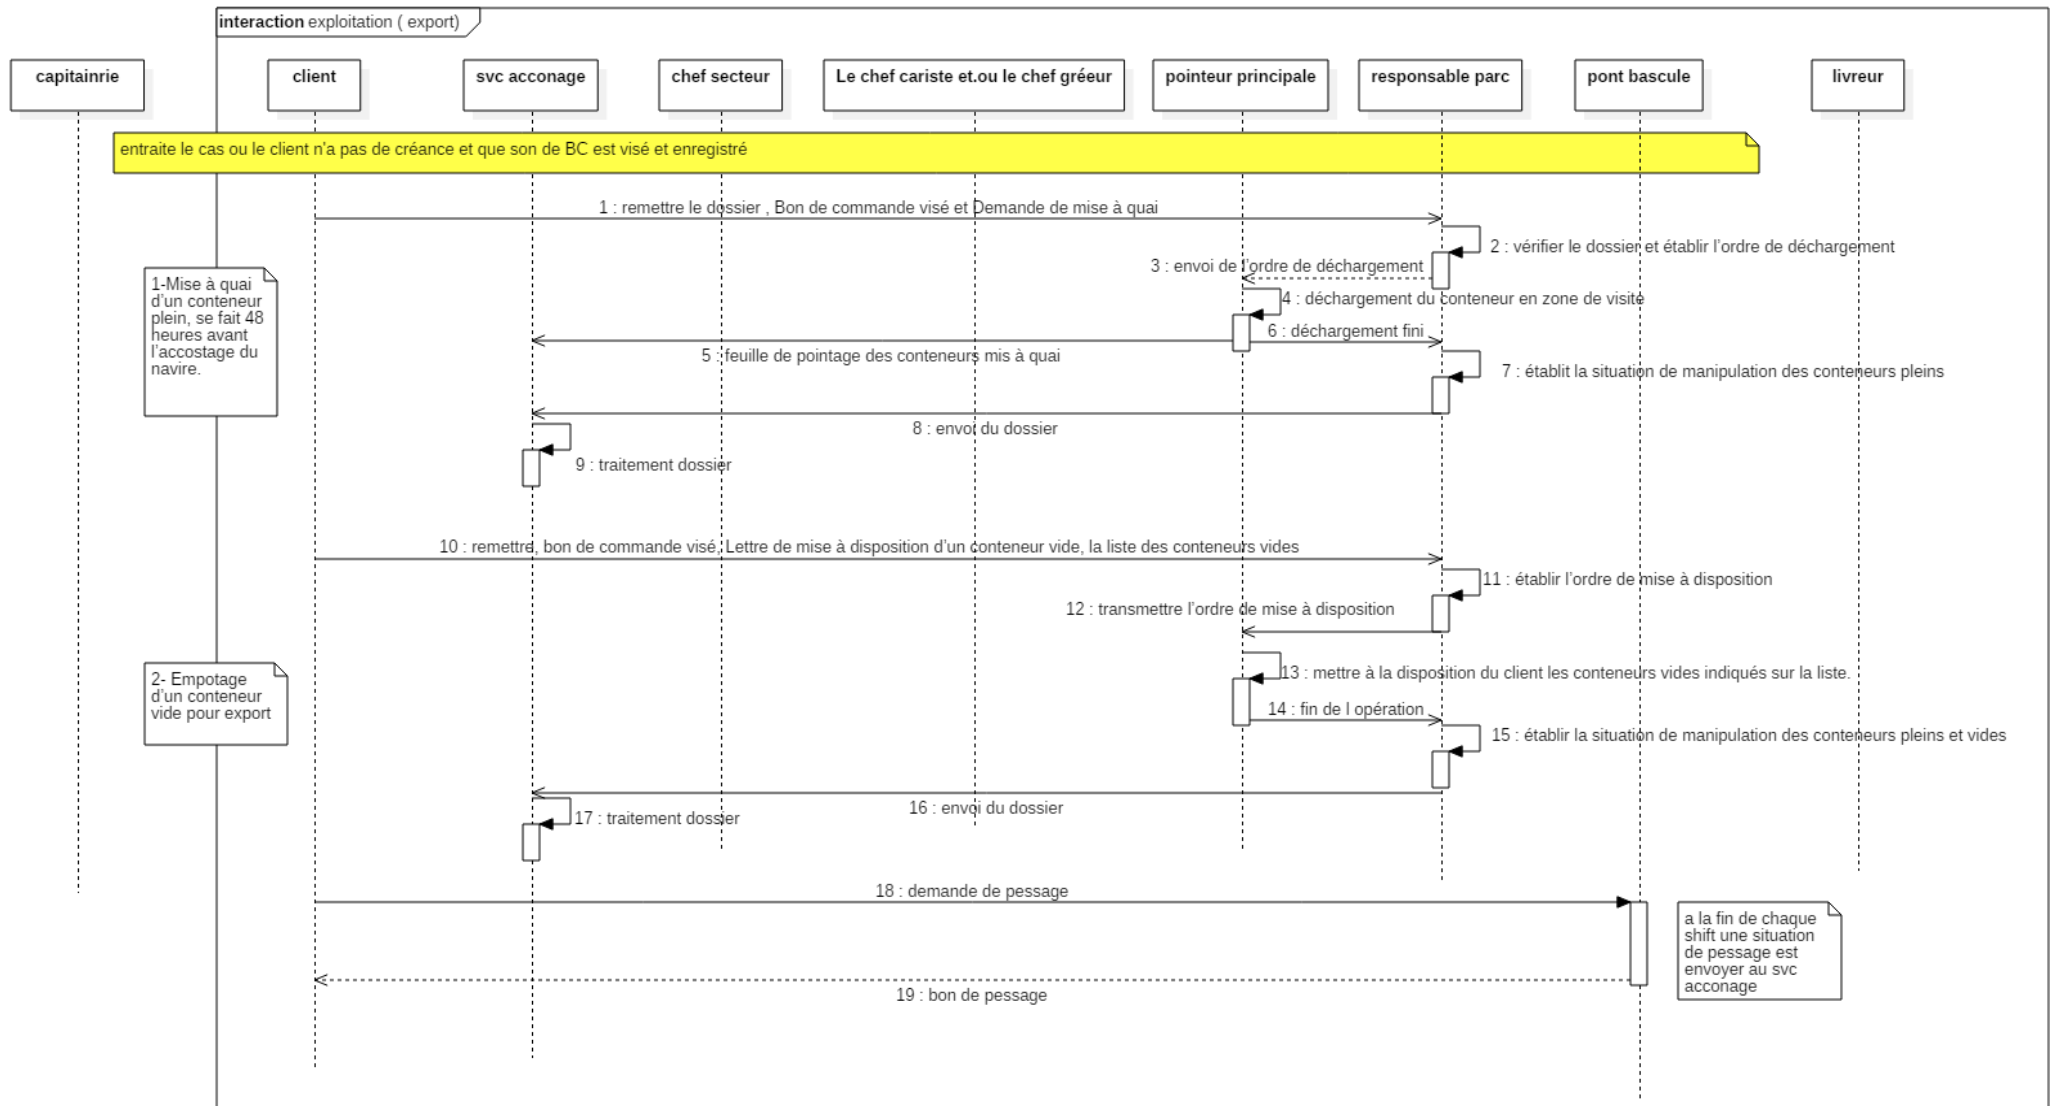 interaction exploitation ( export)
capitainrie
client
svc acconage
chef secteur
Le chef cariste et.ou le chef gréeur
pointeur principale
responsable parc
pont bascule
livreur
entraite le cas ou le client n'a pas de créance et que son de BC est visé et enregistré
1 : remettre le dossier , Bon de commande visé et Demande de mise à quai
2 : vérifier le dossier et établir l'ordre de déchargement
3 : envoi de l'ordre de déchargement
1-Mise à quai
d'un conteneur
plein, se fait 48
heures avant
l'accostage du
navire.
4 : déchargement du conteneur en zone de visite
6 : déchargement fini
5 : feuille de pointage des conteneurs mis à quai
7 : établit la situation de manipulation des conteneurs pleins
8 : envoi du dossier
9 : traitement dossier
10 : remettre, bon de commande visé, Lettre de mise à disposition d'un conteneur vide, la liste des conteneurs vides
11 : établir l'ordre de mise à disposition
12 : transmettre l'ordre de mise à disposition
2- Empotage
d'un conteneur
vide pour export
13 : mettre à la disposition du client les conteneurs vides indiqués sur la liste.
14 : fin de l opération
15 : établir la situation de manipulation des conteneurs pleins et vides
16 : envoi du dossier
17 : traitement dossier
18 : demande de pessage
a la fin de chaque
shift une situation
de pessage est
envoyer au svc
acconage
19 : bon de pessage